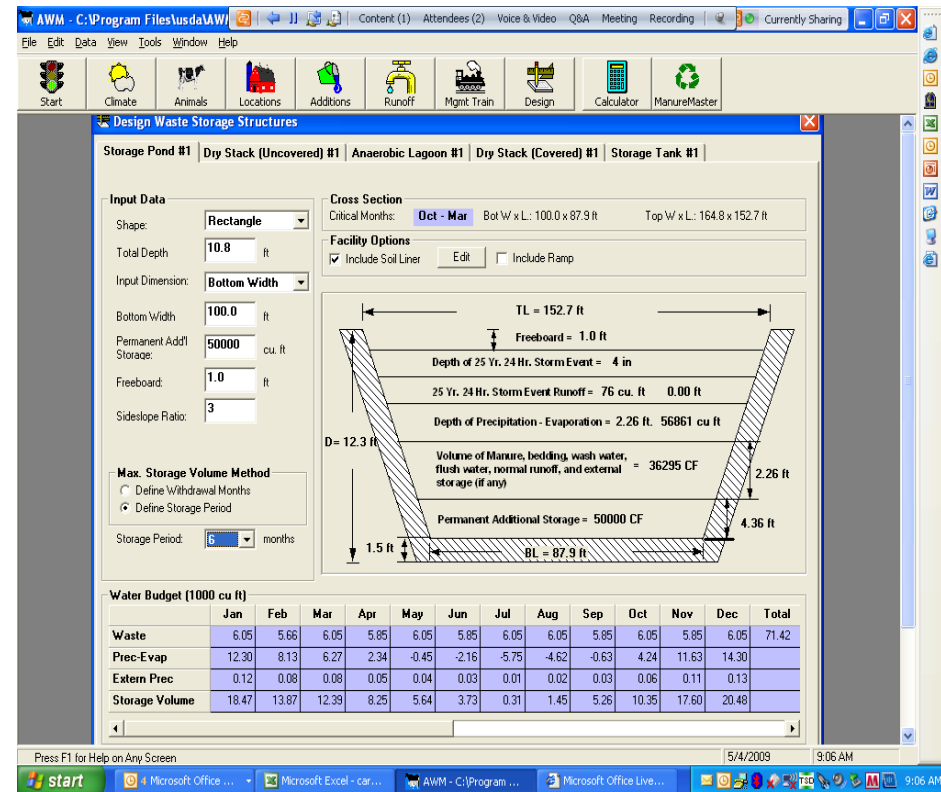 AWM - C:\Program Files\usda\AW
Content (1) Attendees (2) Voice & Video Q&A Meeting Recording Currently Sharing
File Edit Data View Tools Window Help
Start Climate Animals Locations Additions Runoff Mgmt Train Design Calculator ManureMaster
Design Waste Storage Structures
Storage Pond #1 Dry Stack (Uncovered) #1 Anaerobic Lagoon #1 Dry Stack (Covered) #1 Storage Tank #1
Input Data
Shape: Rectangle
Total Depth 10.8 ft
Input Dimension: Bottom Width
Bottom Width 100.0 ft
Permanent Add'l
Storage: 50000 cu. ft
Freeboard: 1.0 ft
Sideslope Ratio: 3
Max. Storage Volume Method
Define Withdrawal Months
Define Storage Period
Storage Period: 6 months
Cross Section
Critical Months: Oct - Mar Bot W x L.: 100.0 x 87.9 ft Top W x L.: 164.8 x 152.7 ft
Facility Options
Include Soil Liner Edit Include Ramp
TL = 152.7 ft
Freeboard = 1.0 ft
Depth of 25 Yr. 24 Hr. Storm Event = 4 in
25 Yr. 24 Hr. Storm Event Runoff = 76 cu. ft 0.00 ft
Depth of Precipitation - Evaporation = 2.26 ft. 56861 cu ft
D= 12.3 ft
Volume of Manure, bedding, wash water,
flush water, normal runoff, and external = 36295 CF
storage (if any)
2.26 ft
Permanent Additional Storage = 50000 CF
4.36 ft
1.5 ft
BL = 87.9 ft
Water Budget (1000 cu ft)
Jan Feb Mar Apr May Jun Jul Aug Sep Oct Nov Dec Total
Waste 6.05 5.66 6.05 5.85 6.05 5.85 6.05 6.05 5.85 6.05 5.85 6.05 71.42
Prec-Evap 12.30 8.13 6.27 2.34 -0.45 -2.16 -5.75 -4.62 -0.63 4.24 11.63 14.30
Extern Prec 0.12 0.08 0.08 0.05 0.04 0.03 0.01 0.02 0.03 0.06 0.11 0.13
Storage Volume 18.47 13.87 12.39 8.25 5.64 3.73 0.31 1.45 5.26 10.35 17.60 20.48
Press F1 for Help on Any Screen 5/4/2009 9:06 AM
start 4 Microsoft Office ... Microsoft Excel - car... AWM - C:\Program ... Microsoft Office Live... TSD 9:06 AM